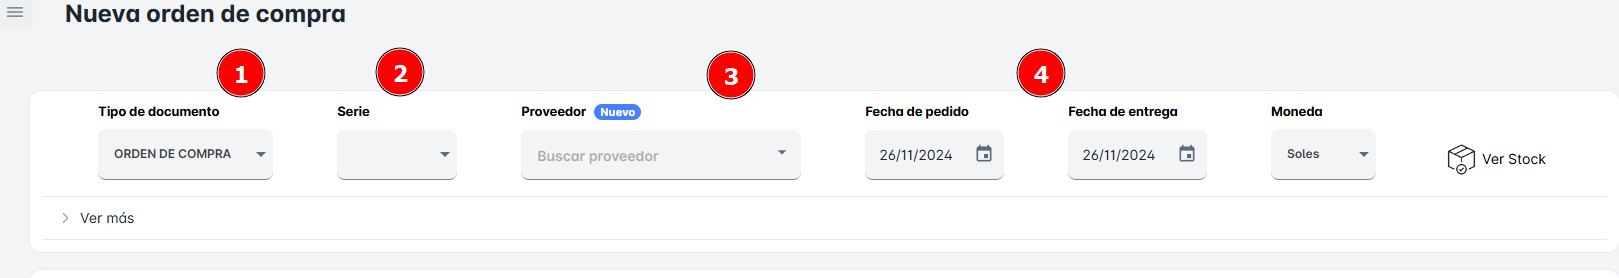 Nueva orden de compra
1 2 3 4
Tipo de documento Serie Proveedor Nuevo Fecha de pedido Fecha de entrega Moneda
ORDEN DE COMPRA Buscar proveedor 26/11/2024 26/11/2024 Soles Ver Stock
Ver más